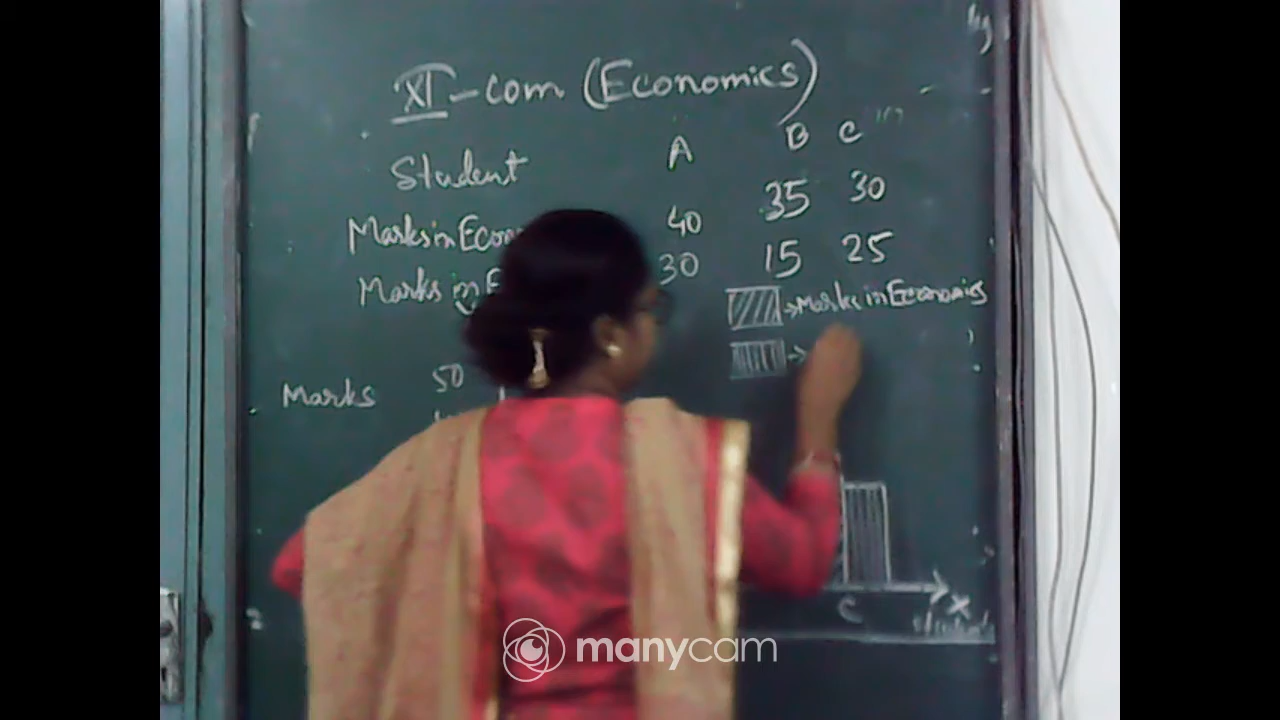 XI-com (Economics)
Student A B C
Marks in Econ 40 35 30
Marks in E 30 15 25
→Marks in Economics
→
Marks 50
C X
manycam